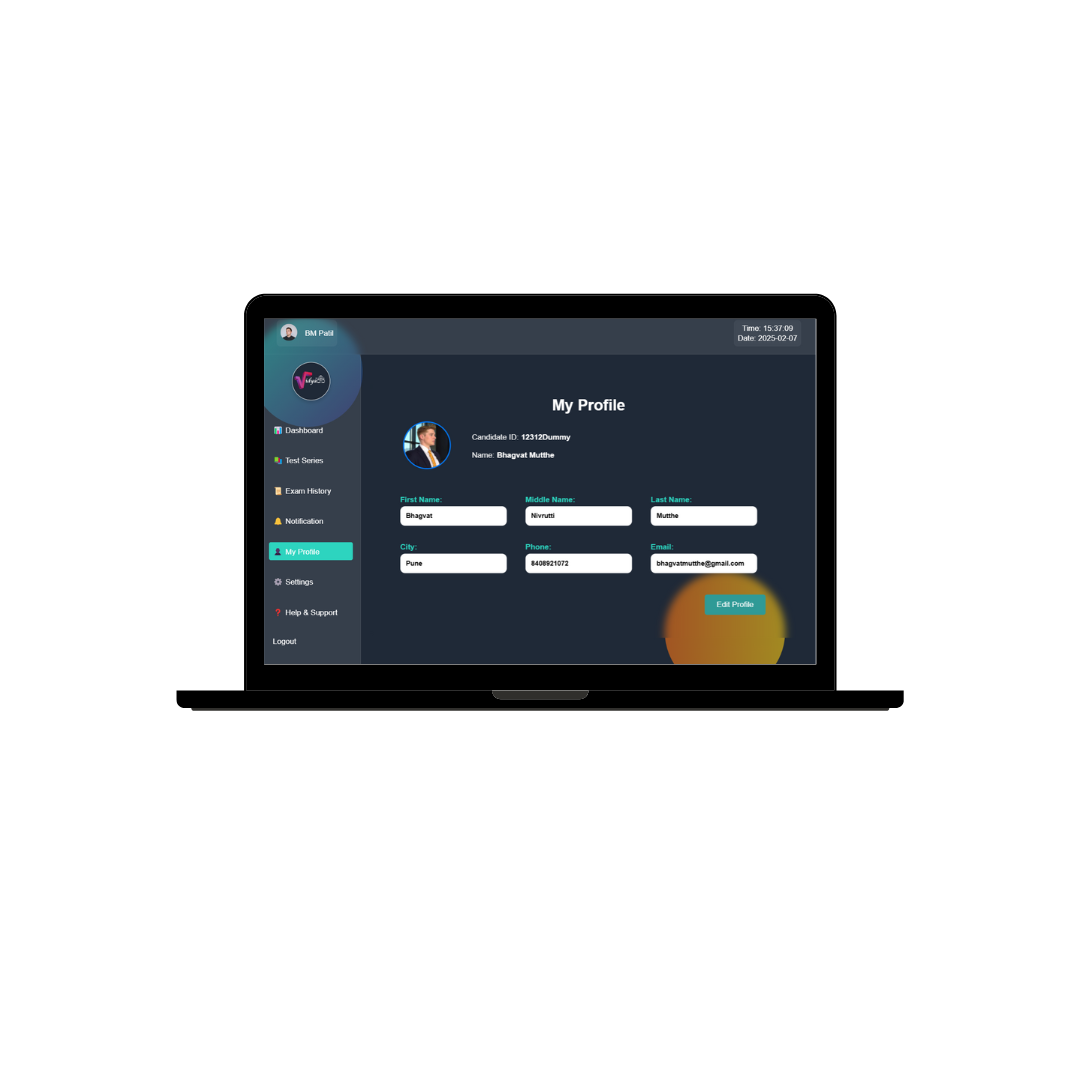 BM Patil
Time: 15:37:09
Date: 2025-02-07
Dashboard
Test Series
Exam History
Notification
My Profile
Settings
Help & Support
Logout
My Profile
Candidate ID: 12312Dummy
Name: Bhagvat Mutthe
First Name:
Middle Name:
Last Name:
Bhagvat
Nivrutti
Mutthe
City:
Phone:
Email:
Pune
8408921072
bhagvatmutthe@gmail.com
Edit Profile